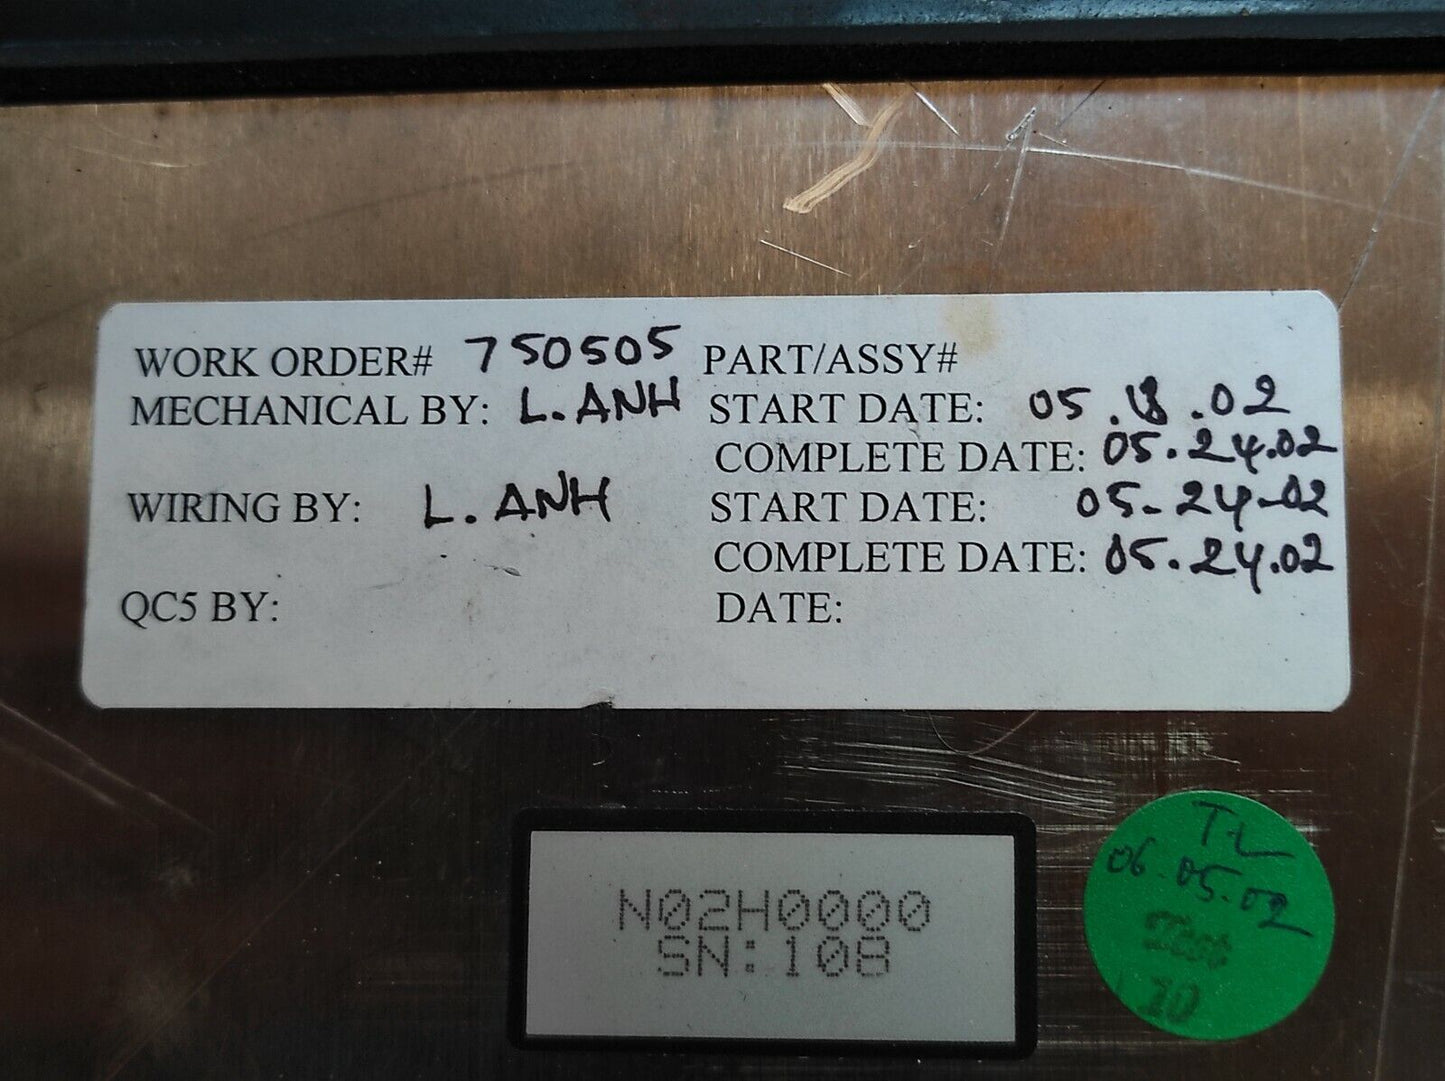 WORK ORDER# 750505 PART/ASSY#
MECHANICAL BY: L. ANH START DATE: 05.18.02
COMPLETE DATE: 05.24.02
WIRING BY: L. ANH START DATE: 05-24-02
COMPLETE DATE: 05.24.02
QC5 BY: DATE:
N02H0000
SN:108
TL
06.05.02